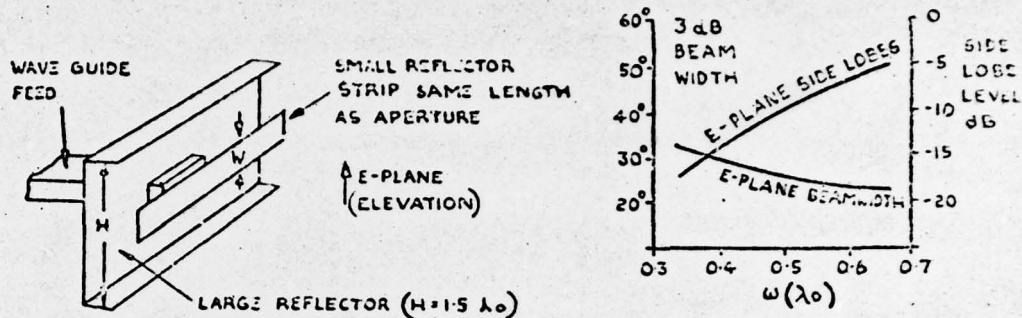 WAVE GUIDE
FEED
SMALL REFLECTOR
STRIP SAME LENGTH
AS APERTURE
W
H
E-PLANE
(ELEVATION)
LARGE REFLECTOR (H=1·5 λo)
60°
50°
40°
30°
20°
3 dB
BEAM
WIDTH
E-PLANE SIDE LOBES
E-PLANE BEAMWIDTH
0
-5
-10
-15
-20
SIDE
LOBE
LEVEL
dB
0·3
0·4
0·5
0·6
0·7
ω(λo)